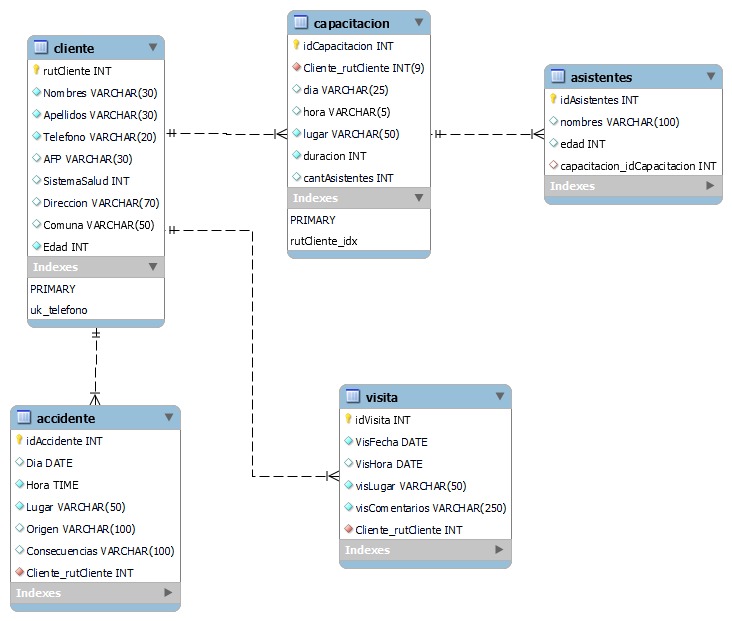 cliente
rutCliente INT
Nombres VARCHAR(30)
Apellidos VARCHAR(30)
Telefono VARCHAR(20)
AFP VARCHAR(30)
SistemaSalud INT
Direccion VARCHAR(70)
Comuna VARCHAR(50)
Edad INT
Indexes
PRIMARY
uk_telefono
capacitacion
idCapacitacion INT
Cliente_rutCliente INT(9)
dia VARCHAR(25)
hora VARCHAR(5)
lugar VARCHAR(50)
duracion INT
cantAsistentes INT
Indexes
PRIMARY
rutCliente_idx
asistentes
idAsistentes INT
nombres VARCHAR(100)
edad INT
capacitacion_idCapacitacion INT
Indexes
accidente
idAccidente INT
Dia DATE
Hora TIME
Lugar VARCHAR(50)
Origen VARCHAR(100)
Consecuencias VARCHAR(100)
Cliente_rutCliente INT
Indexes
visita
idVisita INT
VisFecha DATE
VisHora DATE
visLugar VARCHAR(50)
visComentarios VARCHAR(250)
Cliente_rutCliente INT
Indexes